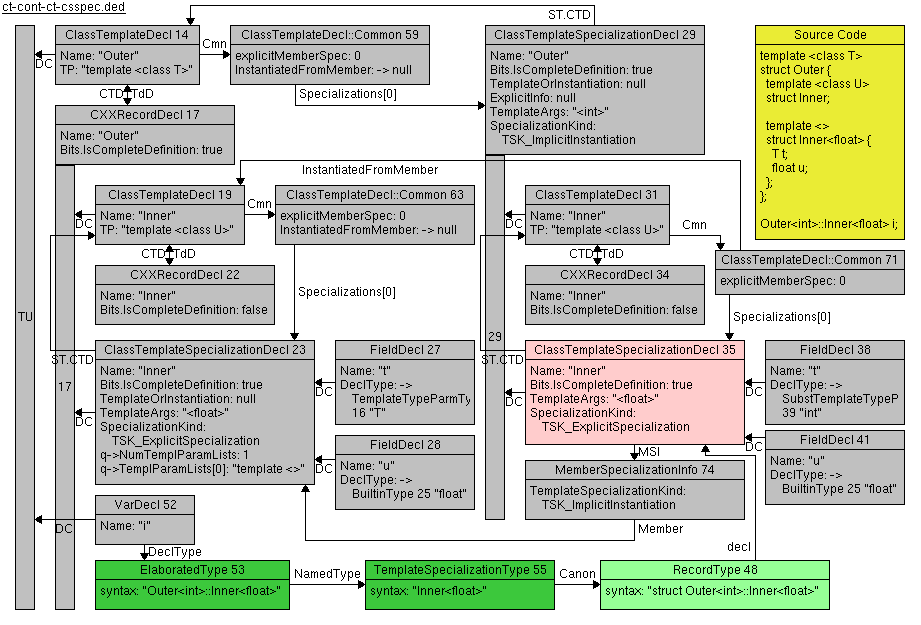 ct-cont-ct-csspec.ded
ClassTemplateDecl 14
Name: "Outer"
TP: "template <class T>"
Cmn
ClassTemplateDecl::Common 59
explicitMemberSpec: 0
InstantiatedFromMember: -> null
ST.CTD
ClassTemplateSpecializationDecl 29
Name: "Outer"
Bits.IsCompleteDefinition: true
TemplateOrInstantiation: null
ExplicitInfo: null
TemplateArgs: "<int>"
SpecializationKind:
TSK_ImplicitInstantiation
Source Code
template <class T>
struct Outer {
template <class U>
struct Inner;
template <>
struct Inner<float> {
T t;
float u;
};
};
Outer<int>::Inner<float> i;
DC
CTD
TdD
Specializations[0]
CXXRecordDecl 17
Name: "Outer"
Bits.IsCompleteDefinition: true
InstantiatedFromMember
ClassTemplateDecl 19
Name: "Inner"
TP: "template <class U>"
DC
Cmn
ClassTemplateDecl::Common 63
explicitMemberSpec: 0
InstantiatedFromMember: -> null
ClassTemplateDecl 31
Name: "Inner"
TP: "template <class U>"
DC
Cmn
CTD
TdD
CTD
TdD
ClassTemplateDecl::Common 71
explicitMemberSpec: 0
CXXRecordDecl 22
Name: "Inner"
Bits.IsCompleteDefinition: false
Specializations[0]
CXXRecordDecl 34
Name: "Inner"
Bits.IsCompleteDefinition: false
Specializations[0]
TU
29
ST.CTD
17
ClassTemplateSpecializationDecl 23
Name: "Inner"
Bits.IsCompleteDefinition: true
TemplateOrInstantiation: null
TemplateArgs: "<float>"
SpecializationKind:
TSK_ExplicitSpecialization
q->NumTemplParamLists: 1
q->TemplParamLists[0]: "template <>"
DC
FieldDecl 27
Name: "t"
DeclType: ->
TemplateTypeParmTy
16 "T"
DC
FieldDecl 28
Name: "u"
DeclType: ->
BuiltinType 25 "float"
DC
ST.CTD
ClassTemplateSpecializationDecl 35
Name: "Inner"
Bits.IsCompleteDefinition: true
TemplateArgs: "<float>"
SpecializationKind:
TSK_ExplicitSpecialization
DC
FieldDecl 38
Name: "t"
DeclType: ->
SubstTemplateTypeP
39 "int"
DC
FieldDecl 41
Name: "u"
DeclType: ->
BuiltinType 25 "float"
DC
MSI
MemberSpecializationInfo 74
TemplateSpecializationKind:
TSK_ImplicitInstantiation
Member
VarDecl 52
Name: "i"
DC
DeclType
decl
ElaboratedType 53
syntax: "Outer<int>::Inner<float>"
NamedType
TemplateSpecializationType 55
syntax: "Inner<float>"
Canon
RecordType 48
syntax: "struct Outer<int>::Inner<float>"